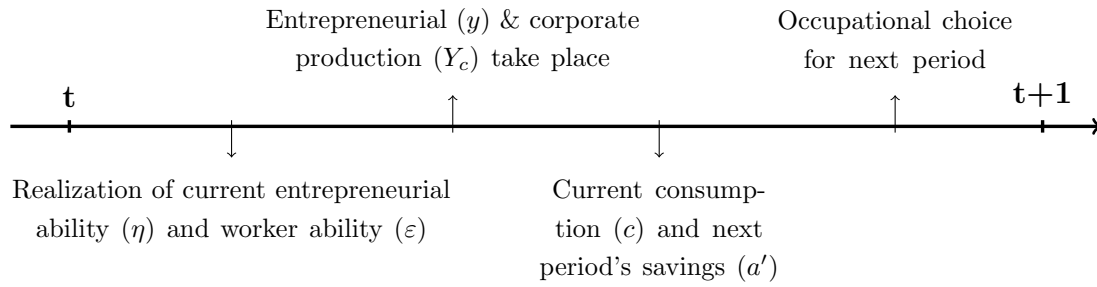 Entrepreneurial (y) & corporate
production (Y_c) take place
Occupational choice
for next period
t
t+1
Realization of current entrepreneurial
ability (η) and worker ability (ε)
Current consump-
tion (c) and next
period's savings (a′)